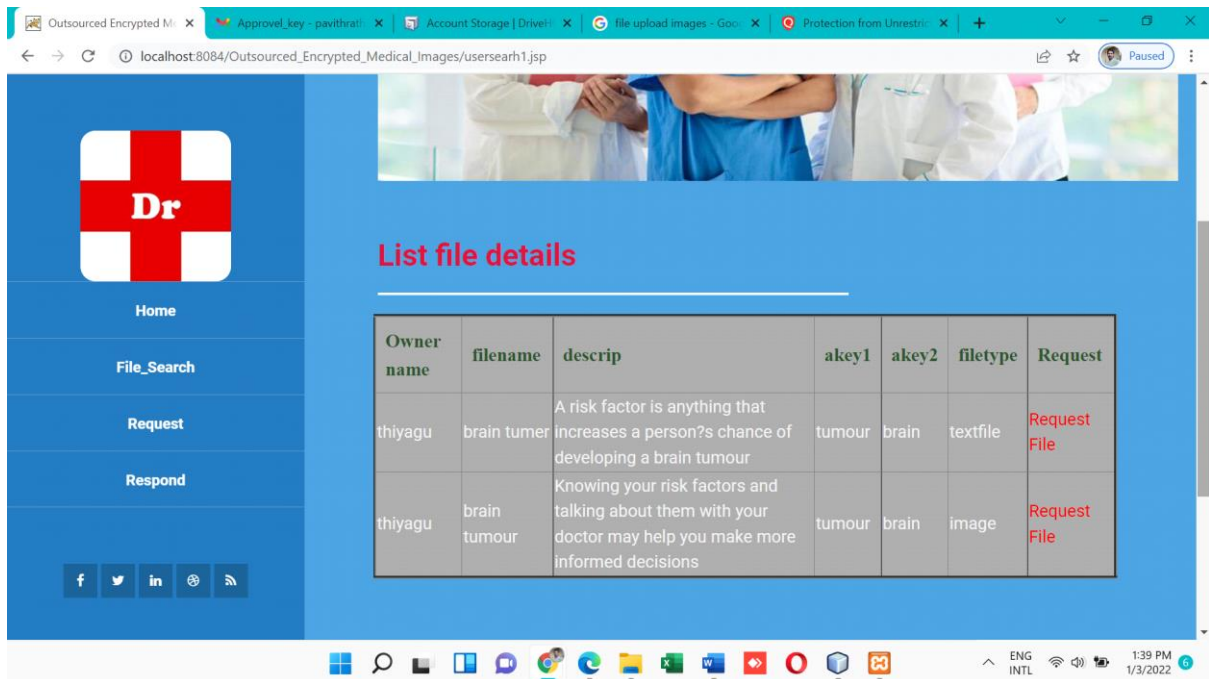 Outsourced Encrypted M
Approvel_key - pavithrat
Account Storage | DriveH
file upload images - Goo
Protection from Unrestric
localhost:8084/Outsourced_Encrypted_Medical_Images/usersearh1.jsp
Paused
Dr
Home
File_Search
Request
Respond
List file details
Owner name filename descrip akey1 akey2 filetype Request
thiyagu brain tumer A risk factor is anything that increases a person?s chance of developing a brain tumour tumour brain textfile Request File
thiyagu brain tumour Knowing your risk factors and talking about them with your doctor may help you make more informed decisions tumour brain image Request File
ENG INTL
1:39 PM
1/3/2022
6